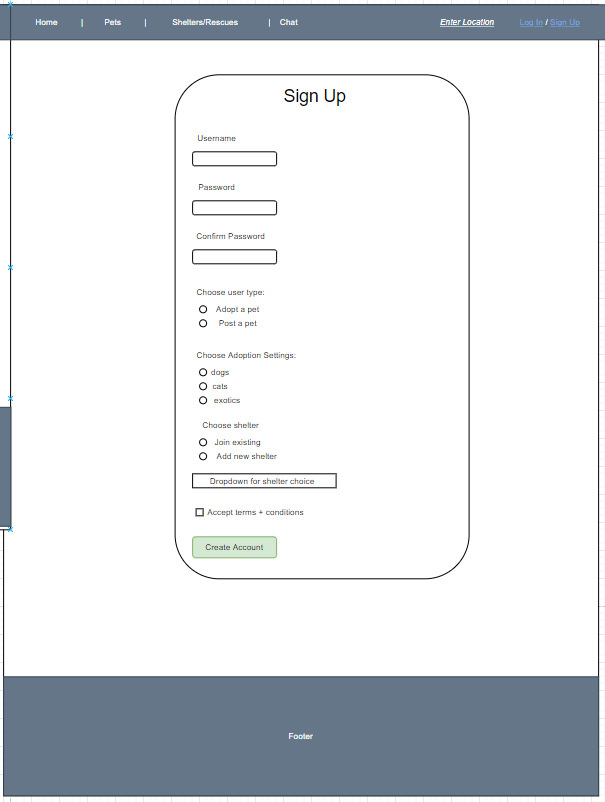 Home | Pets | Shelters/Rescues | Chat Enter Location Log In / Sign Up
Sign Up
Username
Password
Confirm Password
Choose user type:
Adopt a pet
Post a pet
Choose Adoption Settings:
dogs
cats
exotics
Choose shelter
Join existing
Add new shelter
Dropdown for shelter choice
Accept terms + conditions
Create Account
Footer